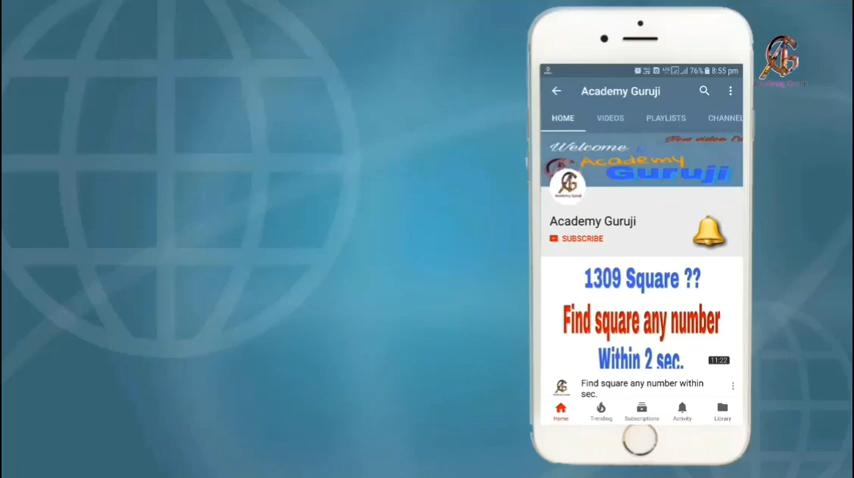 76% 8:55 pm
Academy Guruji
HOME VIDEOS PLAYLISTS CHANNEL
Welcome
Academy
Guruji
Academy Guruji
SUBSCRIBE
1309 Square ??
Find square any number
Within 2 sec.
11:22
Find square any number within
sec.
Home Trending Subscriptions Activity Library